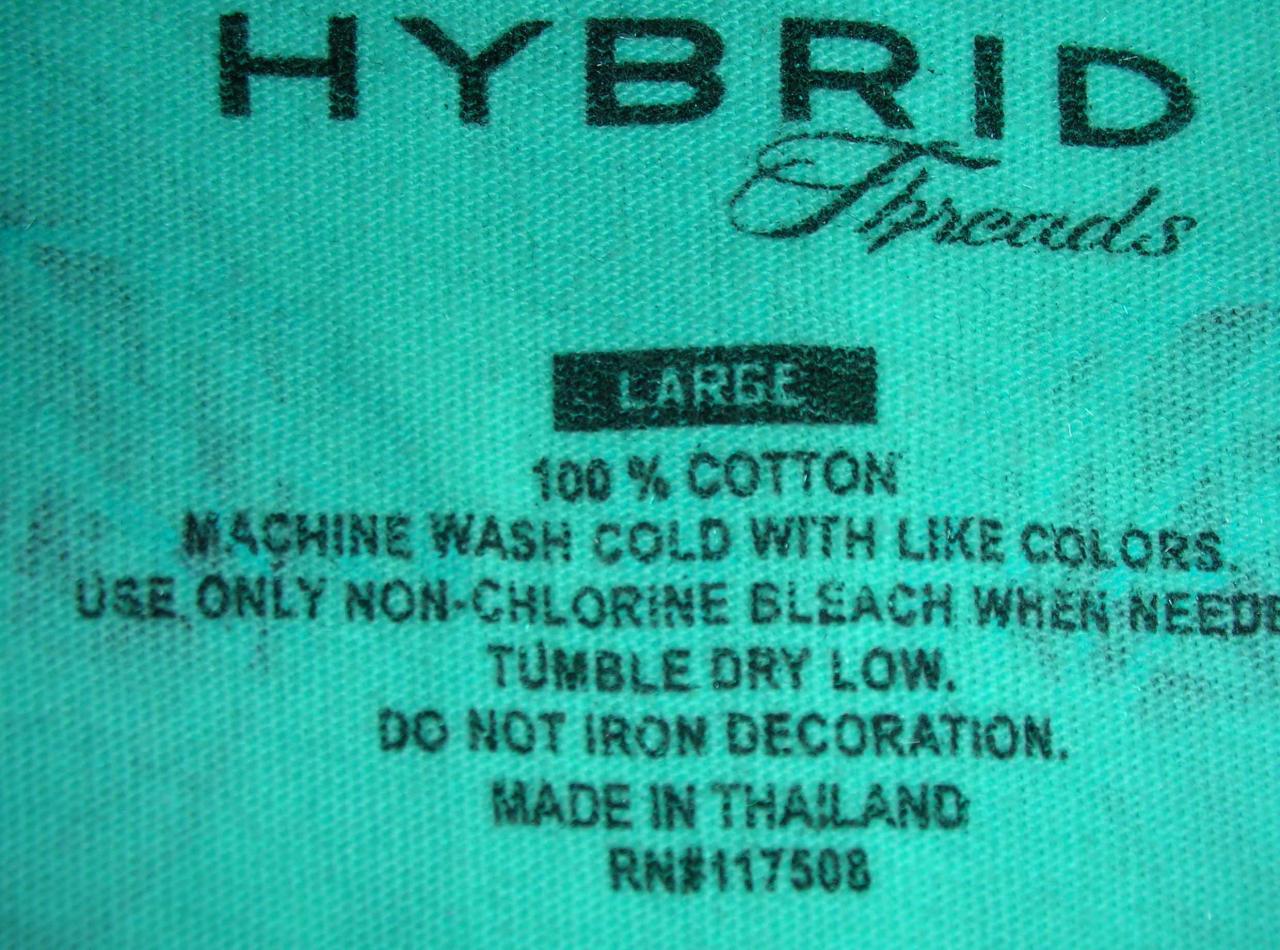 HYBRID
Threads
LARGE
100 % COTTON
MACHINE WASH COLD WITH LIKE COLORS.
USE ONLY NON-CHLORINE BLEACH WHEN NEEDE
TUMBLE DRY LOW.
DO NOT IRON DECORATION.
MADE IN THAILAND
RN#117508